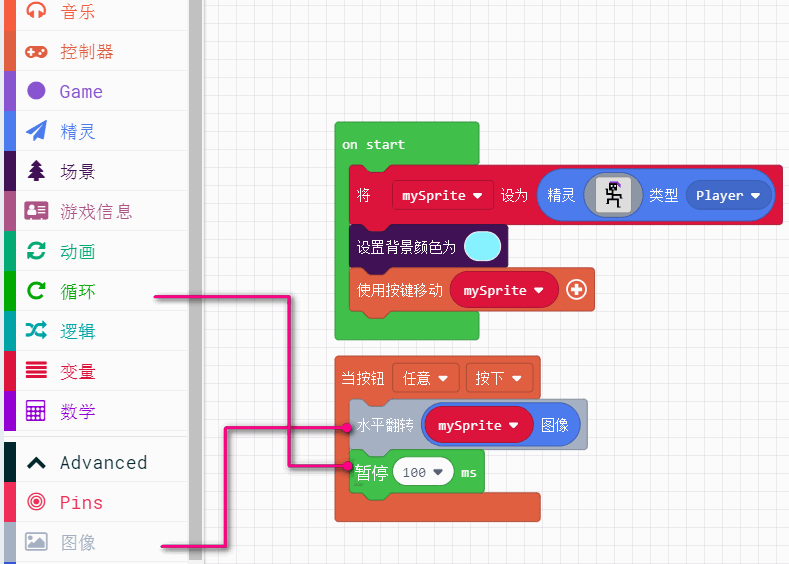 音乐
控制器
Game
精灵
场景
游戏信息
动画
循环
逻辑
变量
数学
Advanced
Pins
图像
on start
将 mySprite 设为 精灵 类型 Player
设置背景颜色为
使用按键移动 mySprite
当按钮 任意 按下
水平翻转 mySprite 图像
暂停 100 ms